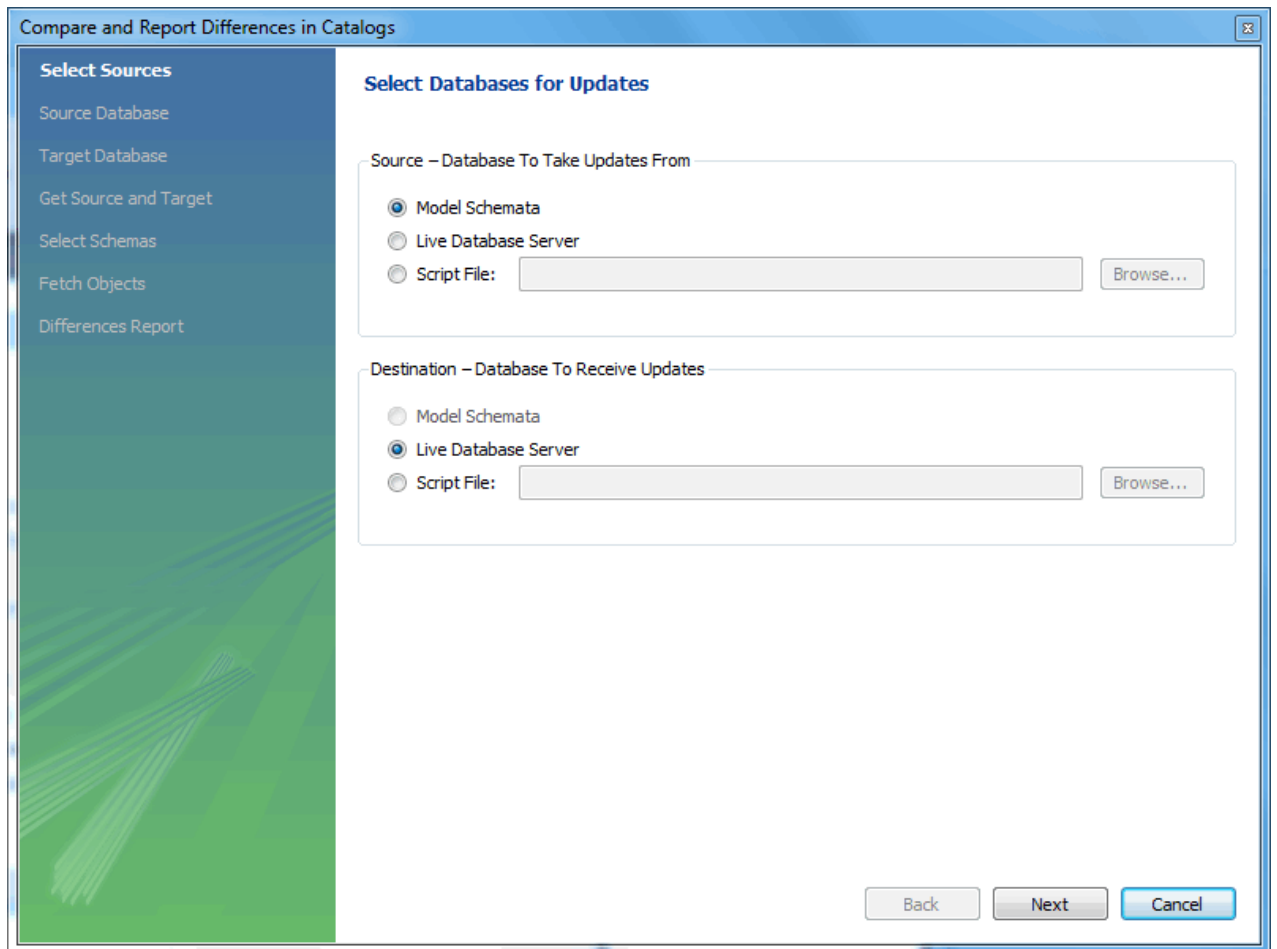 Compare and Report Differences in Catalogs
Select Sources
Source Database
Target Database
Get Source and Target
Select Schemas
Fetch Objects
Differences Report
Select Databases for Updates
Source – Database To Take Updates From
Model Schemata
Live Database Server
Script File: Browse...
Destination – Database To Receive Updates
Model Schemata
Live Database Server
Script File: Browse...
Back Next Cancel